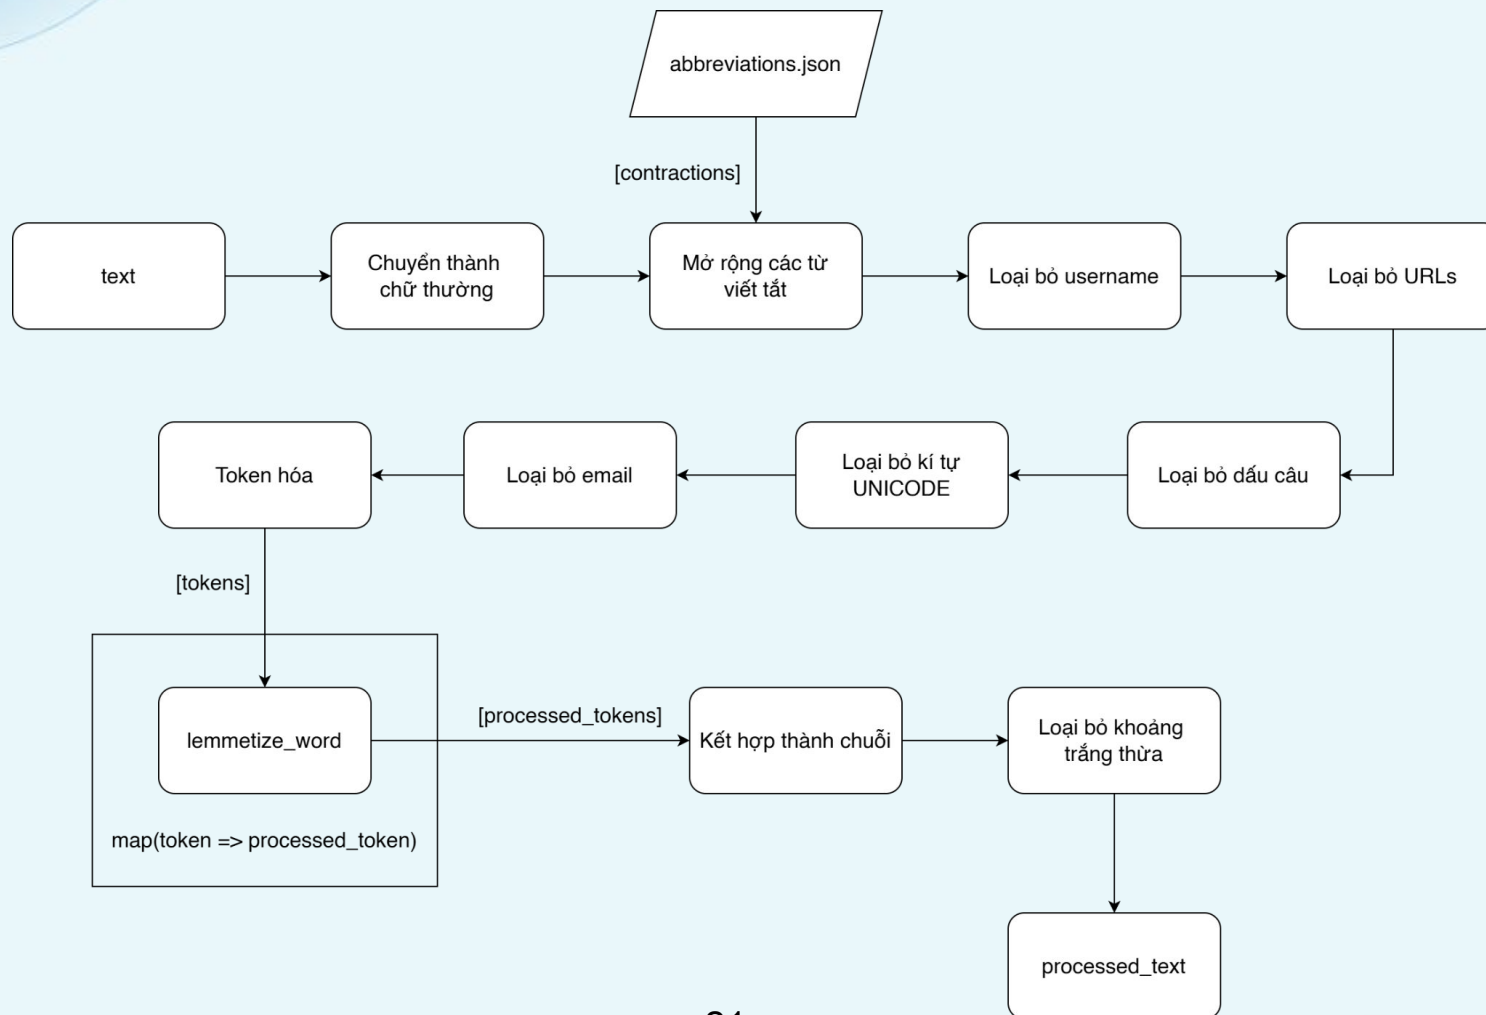 abbreviations.json
[contractions]
text
Chuyển thành
chữ thường
Mở rộng các từ
viết tắt
Loại bỏ username
Loại bỏ URLs
Loại bỏ dấu câu
Loại bỏ kí tự
UNICODE
Loại bỏ email
Token hóa
[tokens]
lemmetize_word
map(token => processed_token)
[processed_tokens]
Kết hợp thành chuỗi
Loại bỏ khoảng
trắng thừa
processed_text